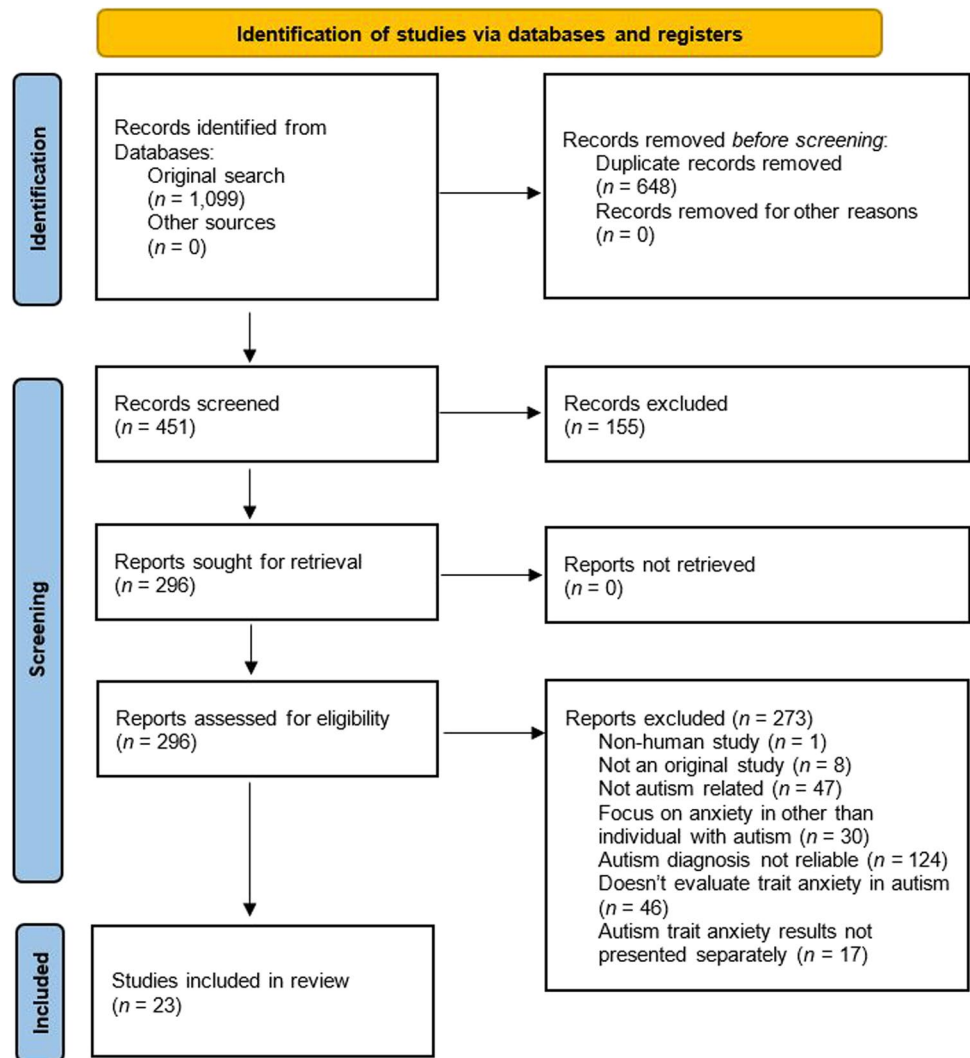 Identification of studies via databases and registers
Identification
Records identified from
Databases:
Original search
(n = 1,099)
Other sources
(n = 0)
Records removed before screening:
Duplicate records removed
(n = 648)
Records removed for other reasons
(n = 0)
Screening
Records screened
(n = 451)
Records excluded
(n = 155)
Reports sought for retrieval
(n = 296)
Reports not retrieved
(n = 0)
Reports assessed for eligibility
(n = 296)
Reports excluded (n = 273)
Non-human study (n = 1)
Not an original study (n = 8)
Not autism related (n = 47)
Focus on anxiety in other than
individual with autism (n = 30)
Autism diagnosis not reliable (n = 124)
Doesn't evaluate trait anxiety in autism
(n = 46)
Autism trait anxiety results not
presented separately (n = 17)
Included
Studies included in review
(n = 23)